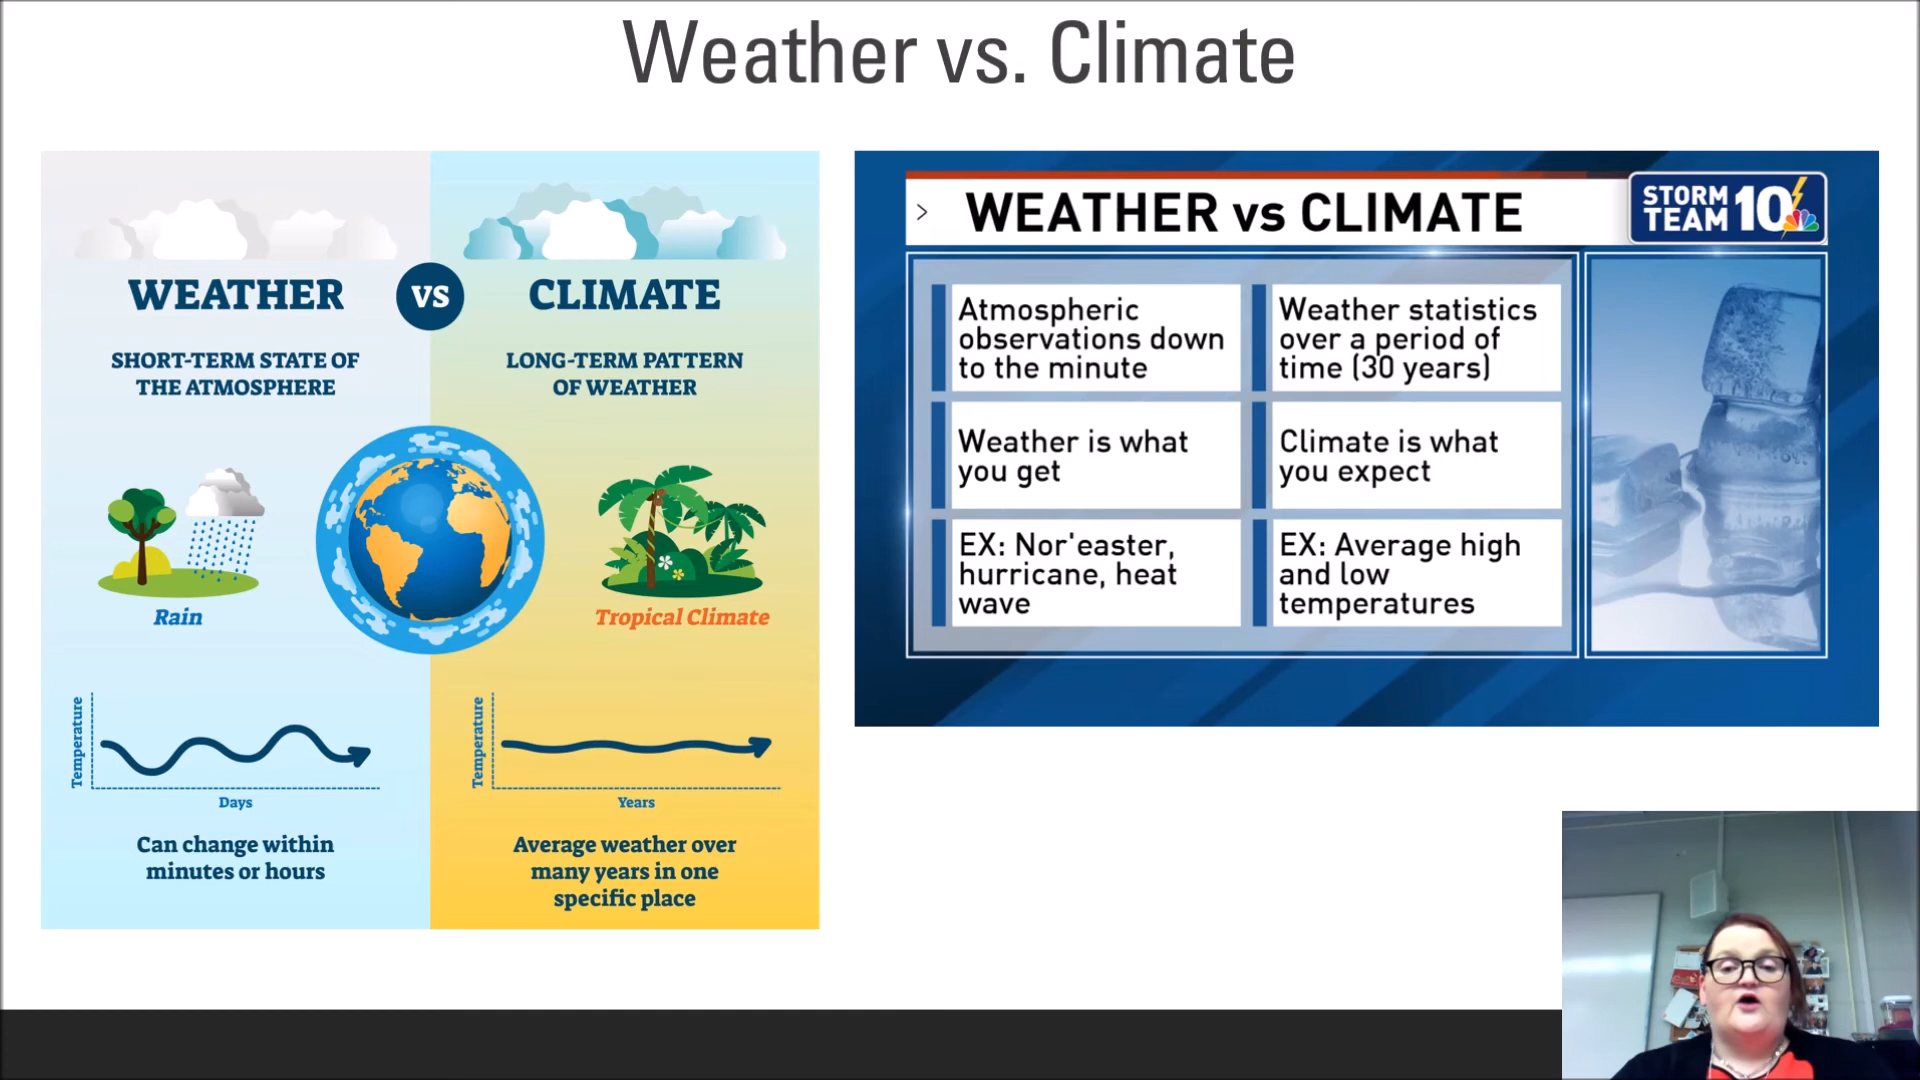 Weather vs. Climate
WEATHER
VS
CLIMATE
SHORT-TERM STATE OF
THE ATMOSPHERE
LONG-TERM PATTERN
OF WEATHER
Rain
Tropical Climate
Temperature
Days
Temperature
Years
Can change within
minutes or hours
Average weather over
many years in one
specific place
> WEATHER vs CLIMATE
STORM
TEAM 10
Atmospheric
observations down
to the minute
Weather statistics
over a period of
time (30 years)
Weather is what
you get
Climate is what
you expect
EX: Nor'easter,
hurricane, heat
wave
EX: Average high
and low
temperatures